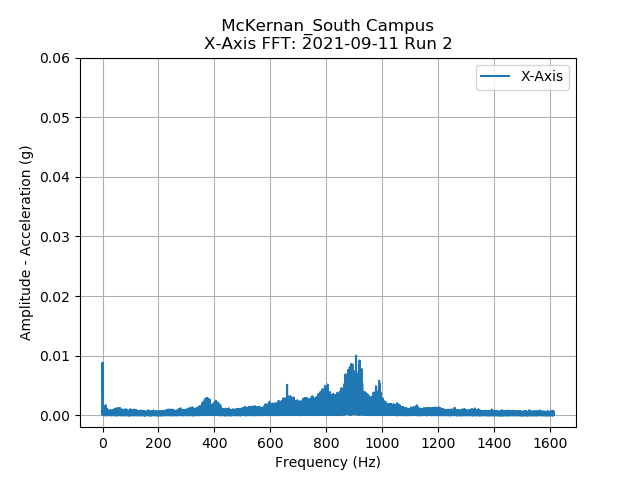 McKernan_South Campus
X-Axis FFT: 2021-09-11 Run 2
X-Axis
0.06
0.05
0.04
0.03
0.02
0.01
0.00
Amplitude - Acceleration (g)
0 200 400 600 800 1000 1200 1400 1600
Frequency (Hz)